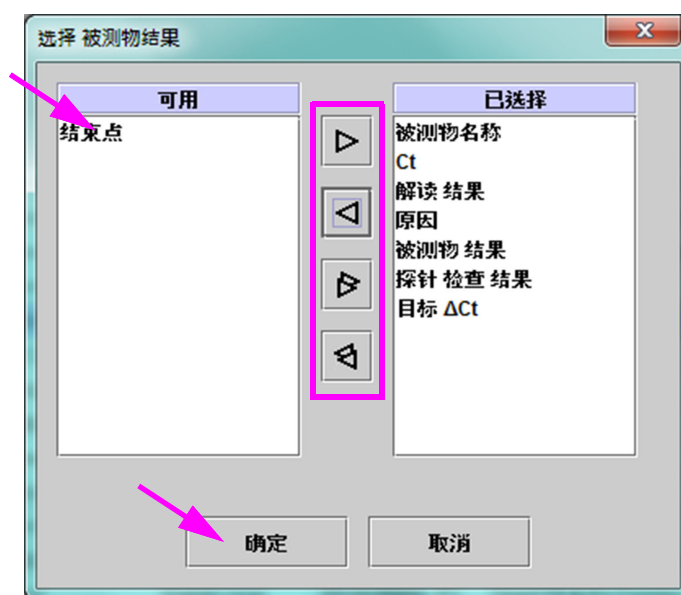 选择 被测物结果
可用
结束点
已选择
被测物名称
Ct
解读 结果
原因
被测物 结果
探针 检查 结果
目标 ΔCt
确定
取消